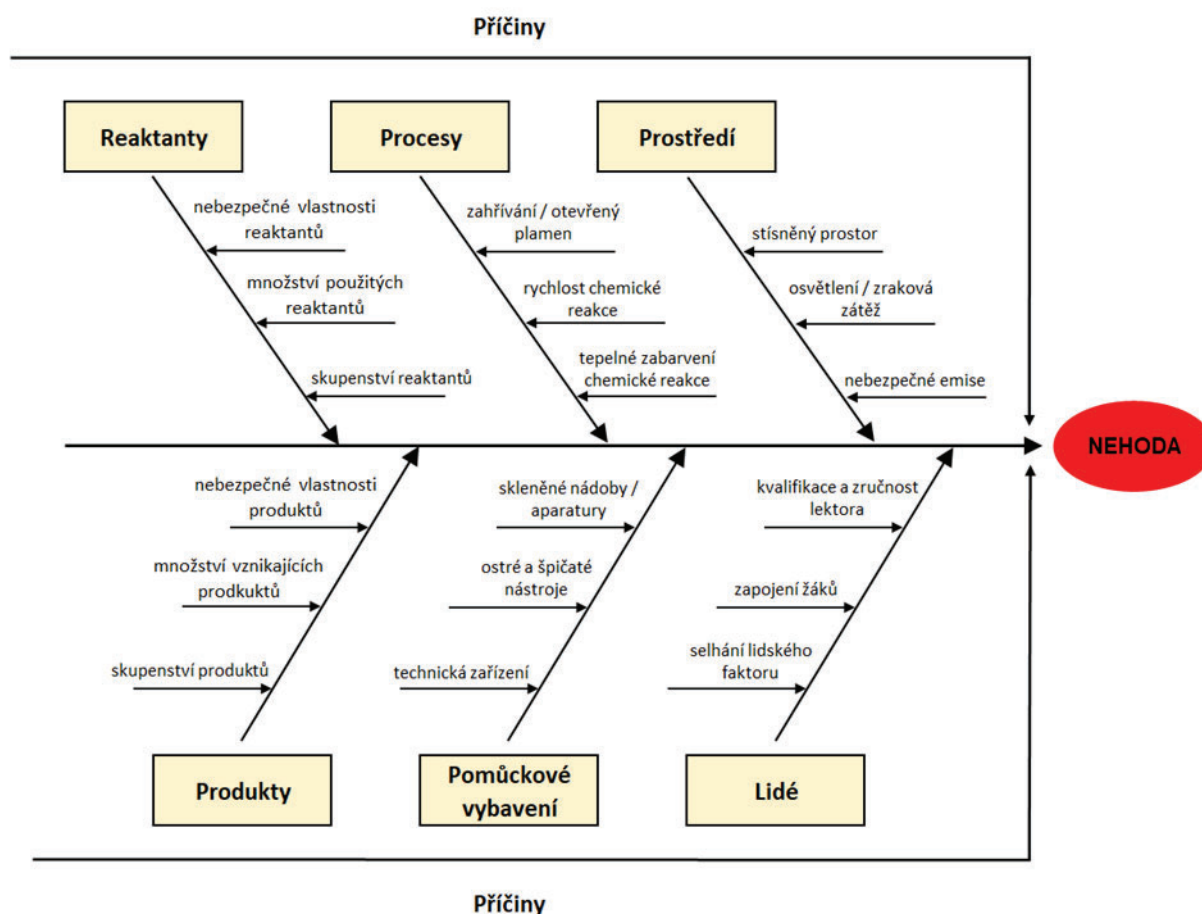 Příčiny
Reaktanty
nebezpečné vlastnosti
reaktantů
množství použitých
reaktantů
skupenství reaktantů
Procesy
zahřívání / otevřený
plamen
rychlost chemické
reakce
tepelné zabarvení
chemické reakce
Prostředí
stísněný prostor
osvětlení / zraková
zátěž
nebezpečné emise
NEHODA
nebezpečné vlastnosti
produktů
množství vznikajících
prodkuktů
skupenství produktů
Produkty
skleněné nádoby /
aparatury
ostré a špičaté
nástroje
technická zařízení
Pomůckové
vybavení
kvalifikace a zručnost
lektora
zapojení žáků
selhání lidského
faktoru
Lidé
Příčiny